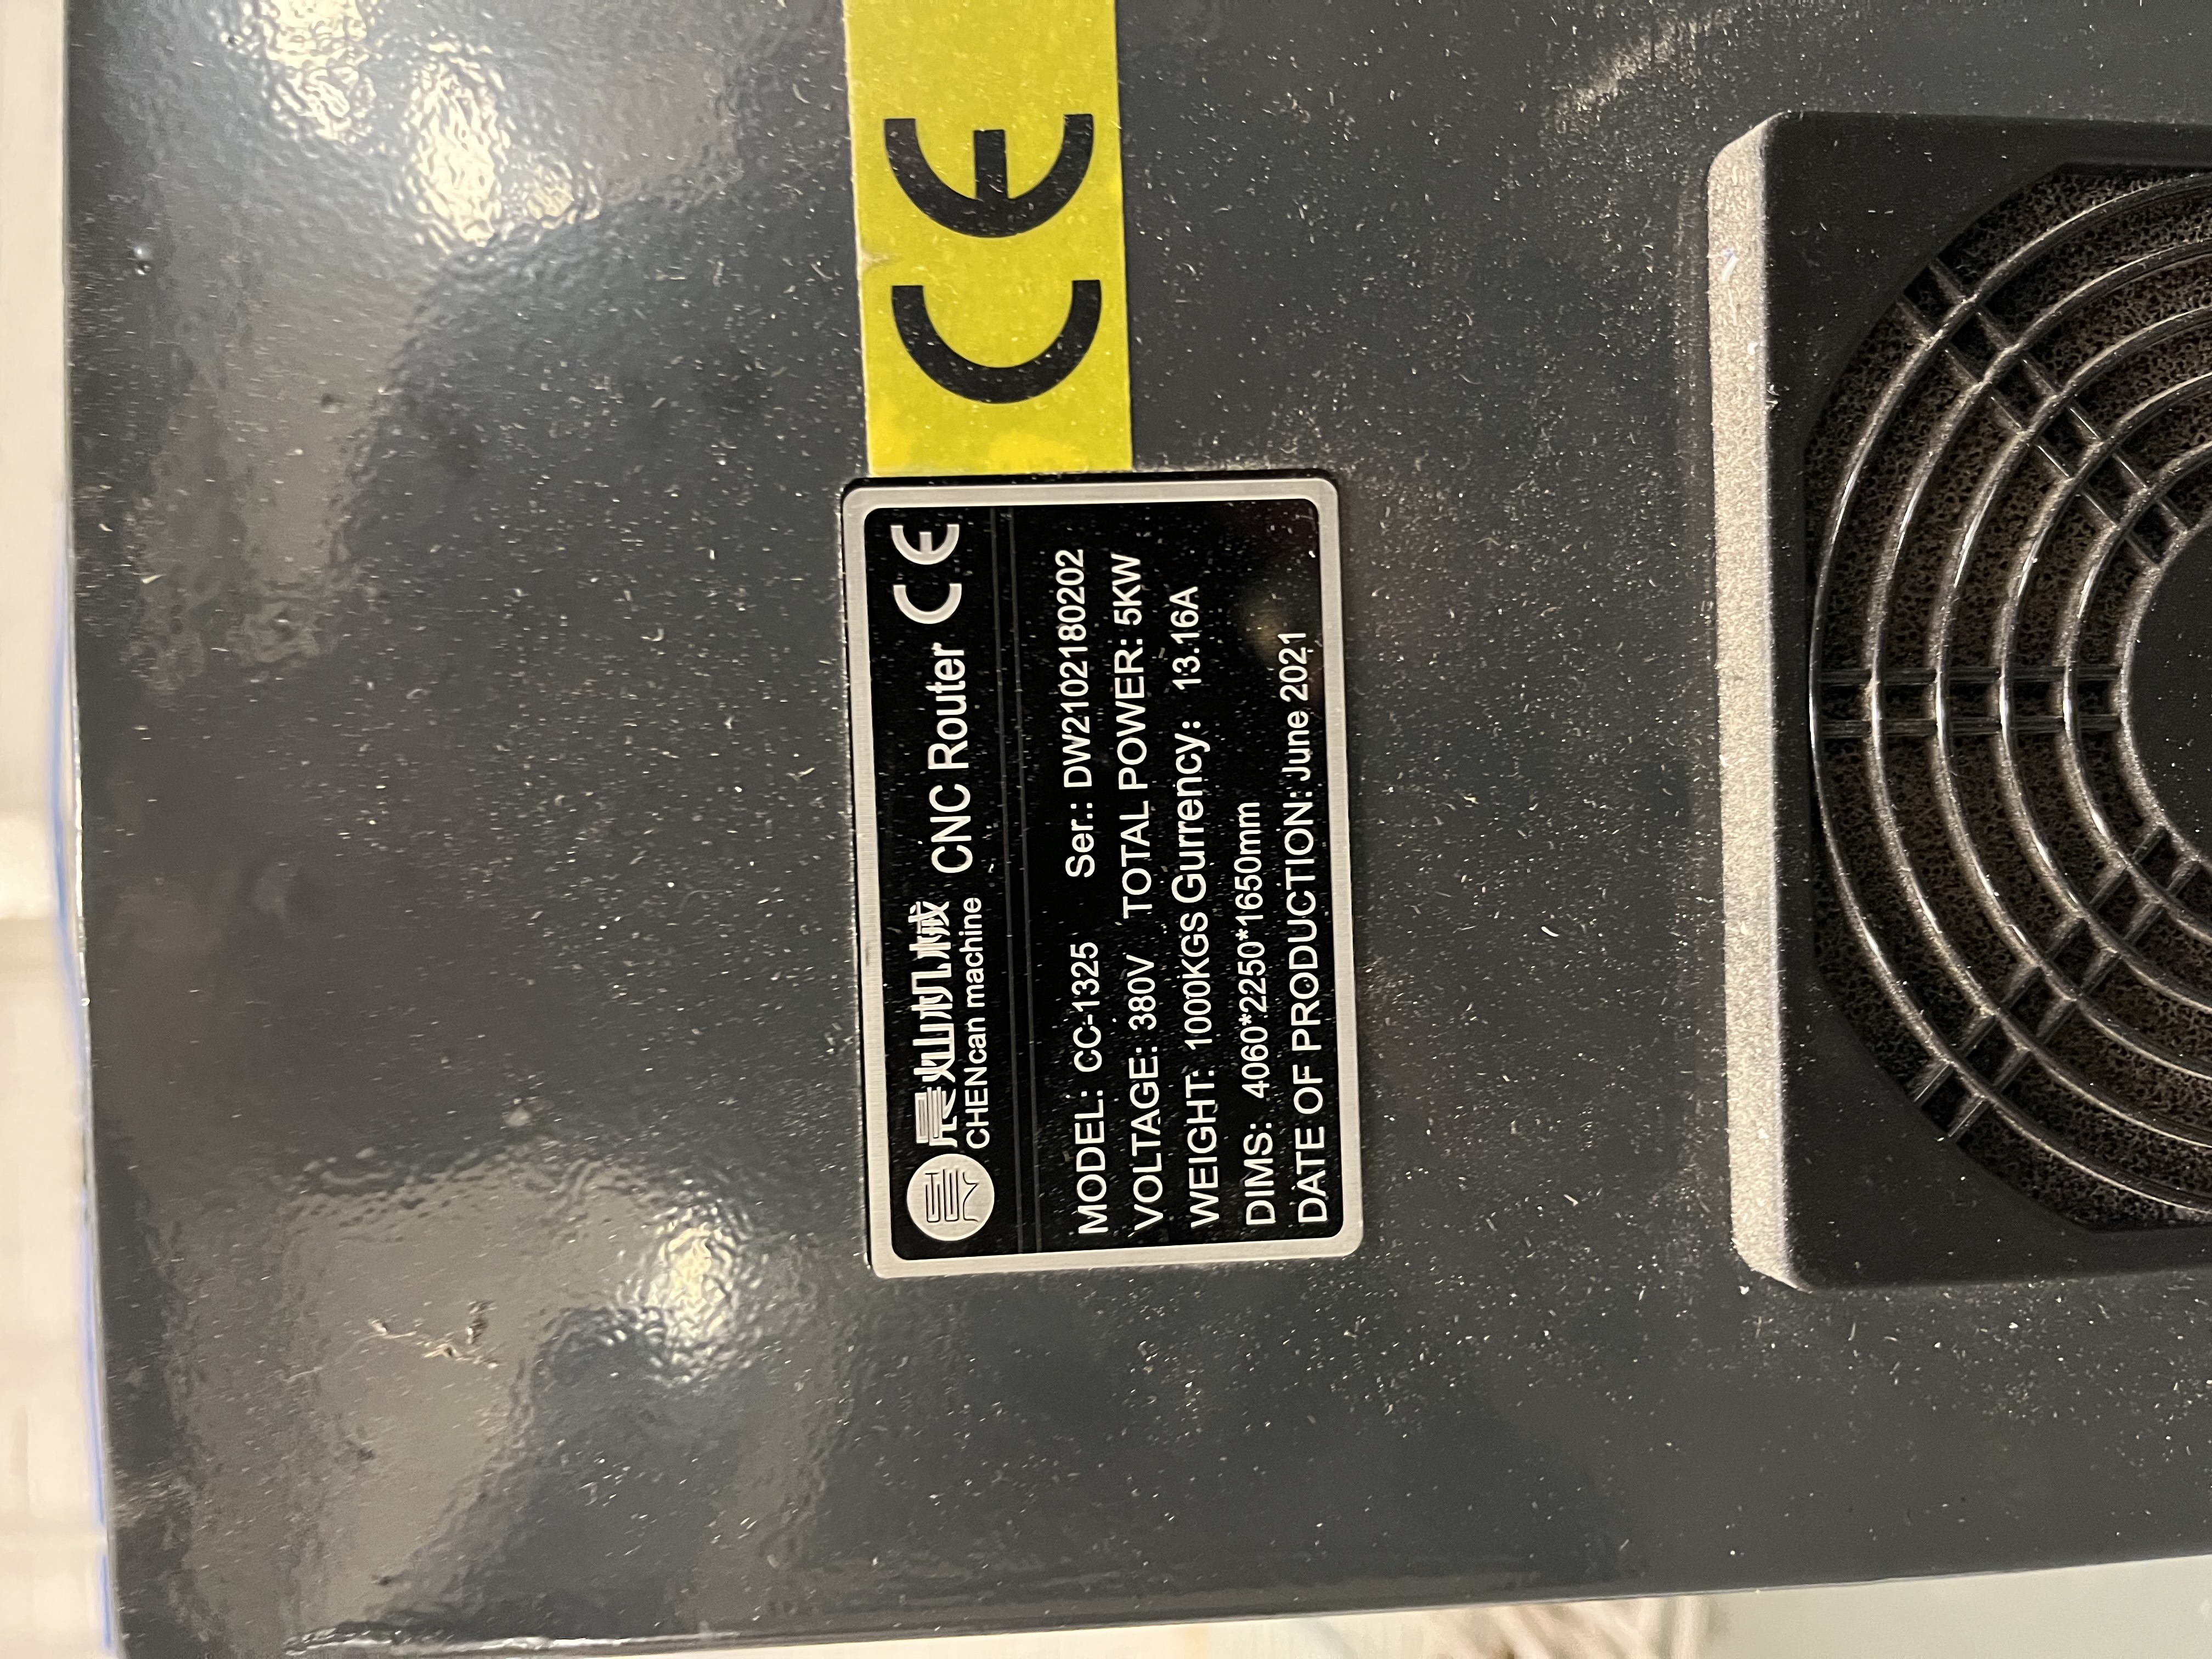 CE
晨灿机械 CNC Router CE
CHENcan machine
MODEL: CC-1325 Ser.: DW2102180202
VOLTAGE: 380V TOTAL POWER: 5KW
WEIGHT: 1000KGS Gurrency: 13.16A
DIMS: 4060*2250*1650mm
DATE OF PRODUCTION: June 2021